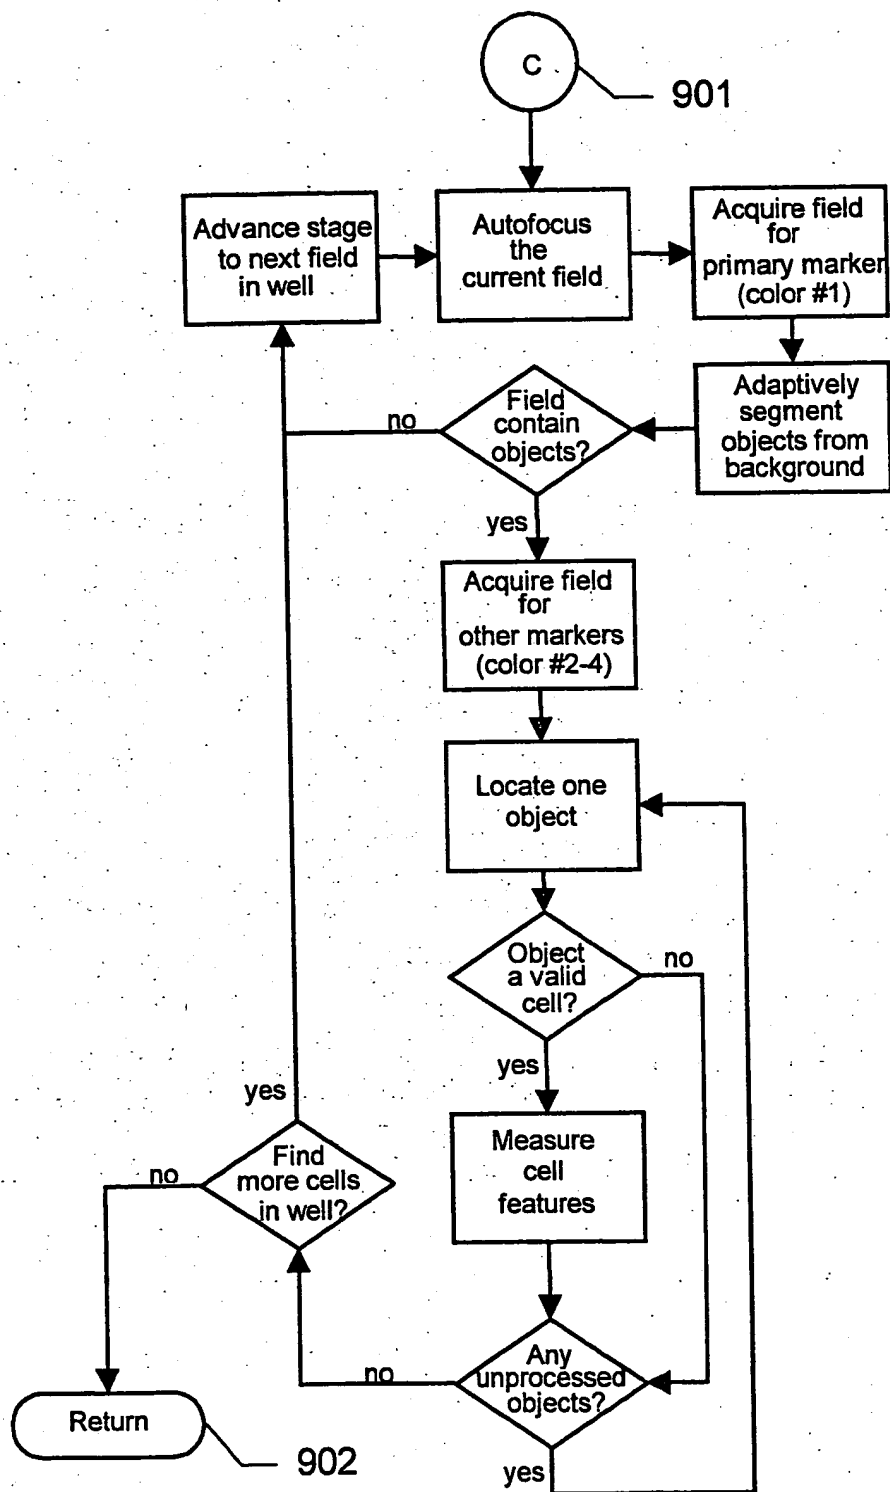 C
901
Advance stage
to next field
in well
Autofocus
the
current field
Acquire field
for
primary marker
(color #1)
Adaptively
segment
objects from
background
Field
contain
objects?
no
yes
Acquire field
for
other markers
(color #2-4)
Locate one
object
Object
a valid
cell?
no
yes
Measure
cell
features
Any
unprocessed
objects?
no
yes
Find
more cells
in well?
yes
no
Return
902